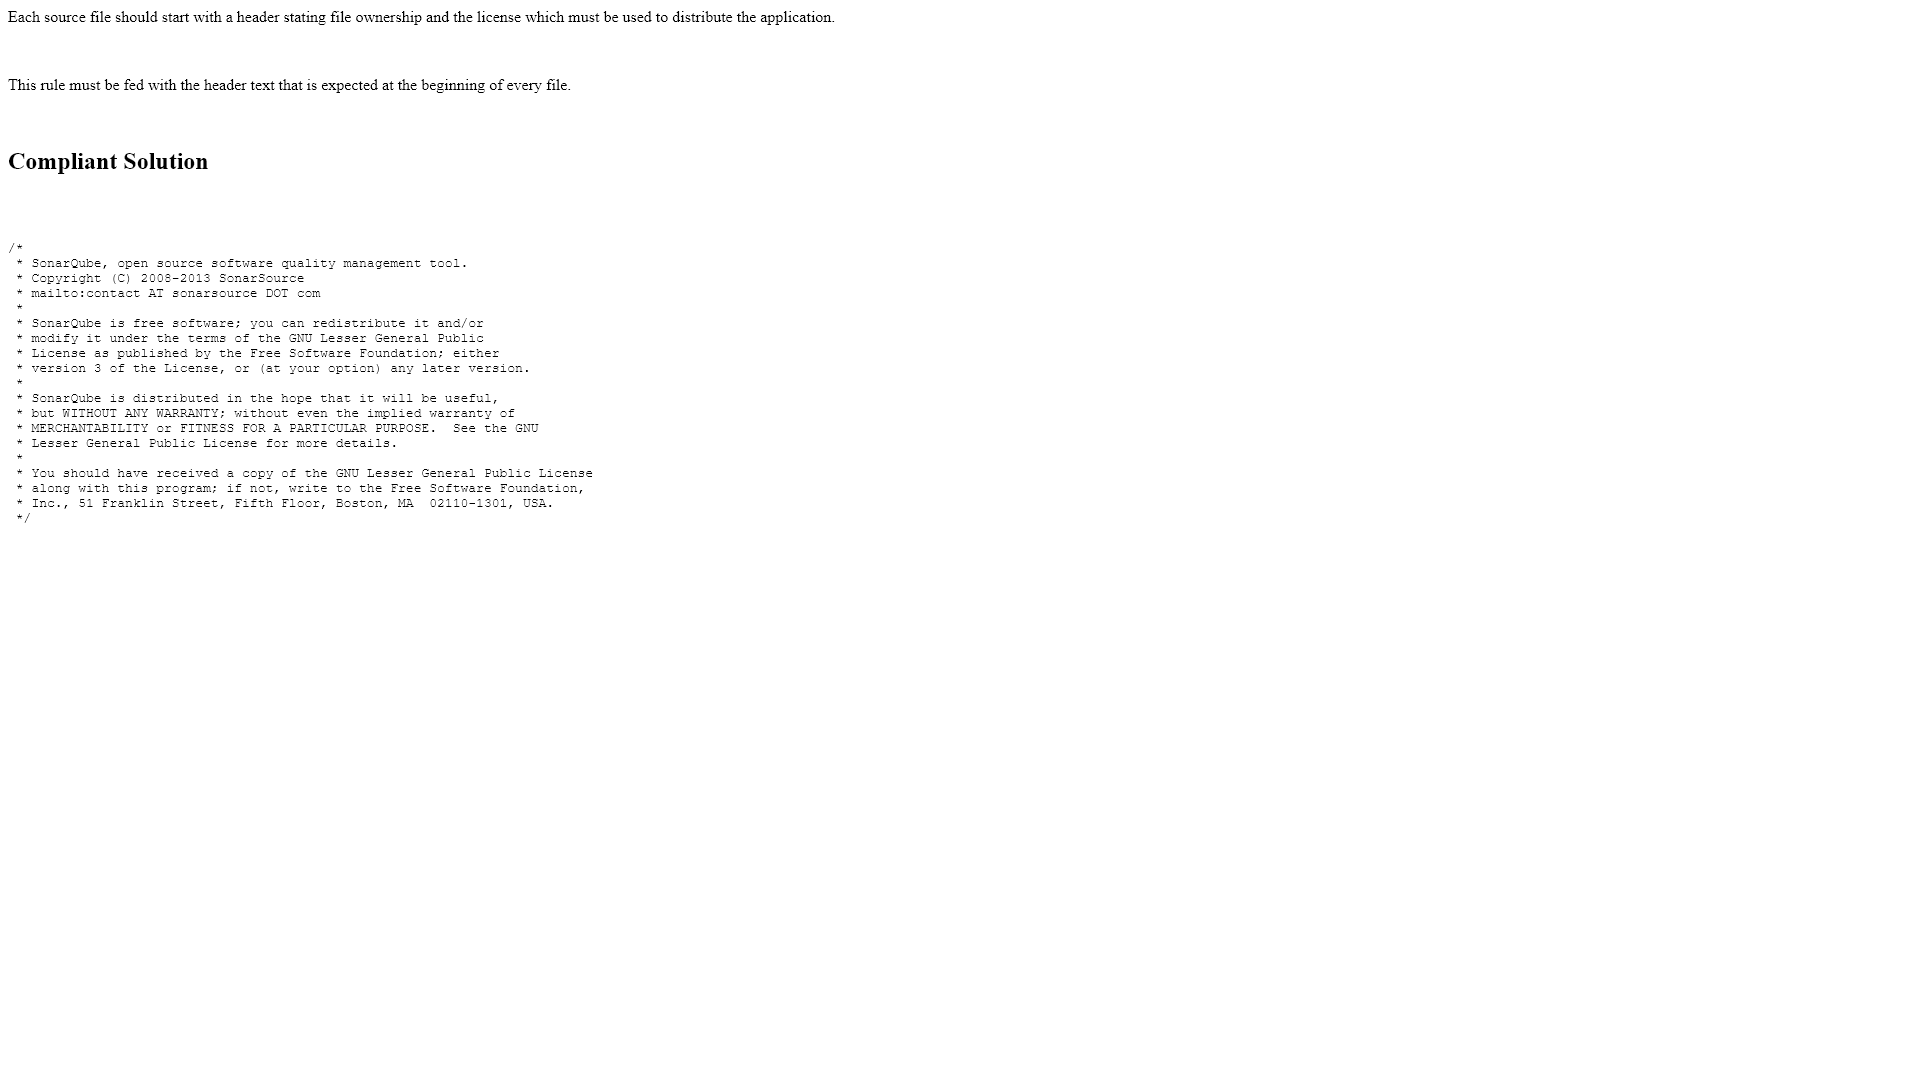 Each source file should start with a header stating file ownership and the license which must be used to distribute the application.
This rule must be fed with the header text that is expected at the beginning of every file.
Compliant Solution
/*
 * SonarQube, open source software quality management tool.
 * Copyright (C) 2008-2013 SonarSource
 * mailto:contact AT sonarsource DOT com
 *
 * SonarQube is free software; you can redistribute it and/or
 * modify it under the terms of the GNU Lesser General Public
 * License as published by the Free Software Foundation; either
 * version 3 of the License, or (at your option) any later version.
 *
 * SonarQube is distributed in the hope that it will be useful,
 * but WITHOUT ANY WARRANTY; without even the implied warranty of
 * MERCHANTABILITY or FITNESS FOR A PARTICULAR PURPOSE.  See the GNU
 * Lesser General Public License for more details.
 *
 * You should have received a copy of the GNU Lesser General Public License
 * along with this program; if not, write to the Free Software Foundation,
 * Inc., 51 Franklin Street, Fifth Floor, Boston, MA  02110-1301, USA.
 */